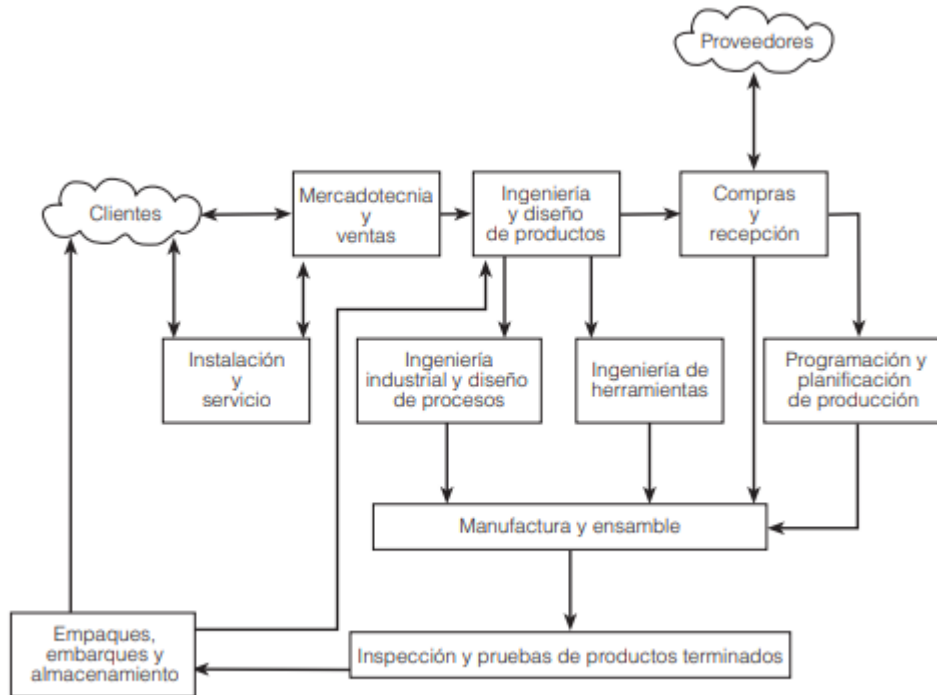 Proveedores
Clientes
Mercadotecnia
y
ventas
Ingeniería
y diseño
de productos
Compras
y
recepción
Instalación
y
servicio
Ingeniería
industrial y diseño
de procesos
Ingeniería de
herramientas
Programación y
planificación
de producción
Manufactura y ensamble
Empaques,
embarques y
almacenamiento
Inspección y pruebas de productos terminados